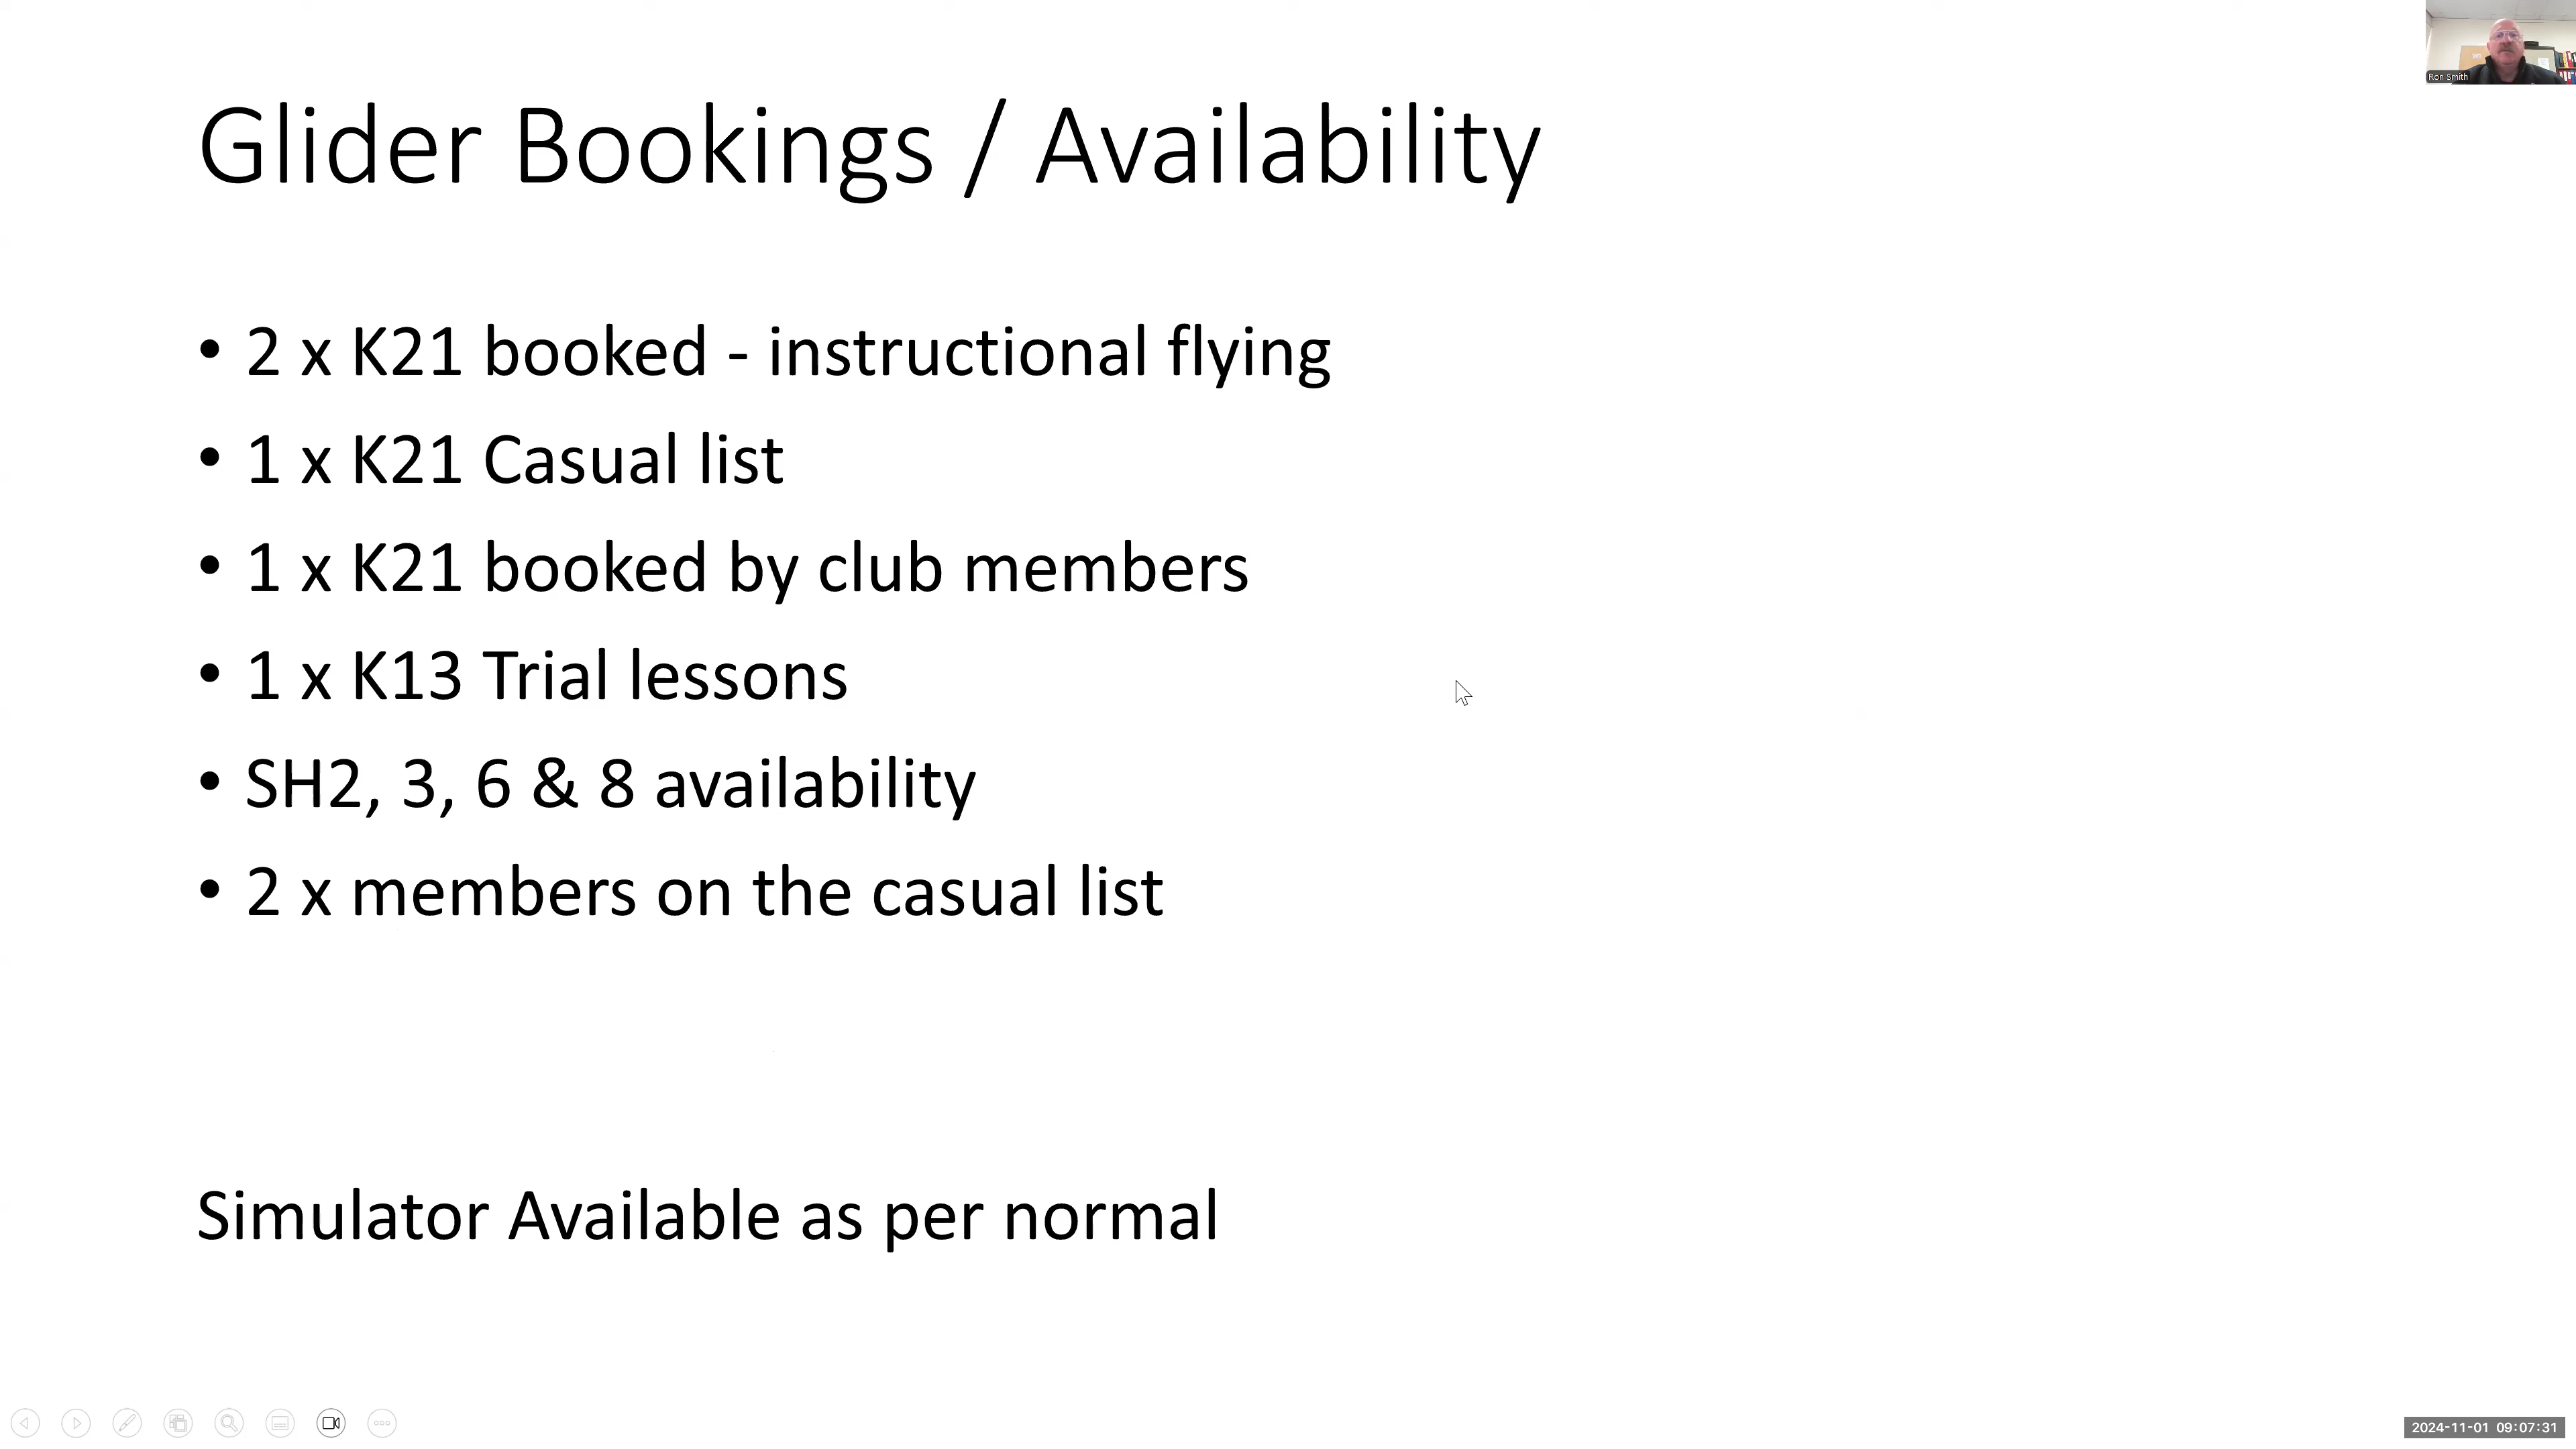 Ron Smith
Glider Bookings / Availability
• 2 x K21 booked - instructional flying
• 1 x K21 Casual list
• 1 x K21 booked by club members
• 1 x K13 Trial lessons
• SH2, 3, 6 & 8 availability
• 2 x members on the casual list
Simulator Available as per normal
2024-11-01 09:07:31